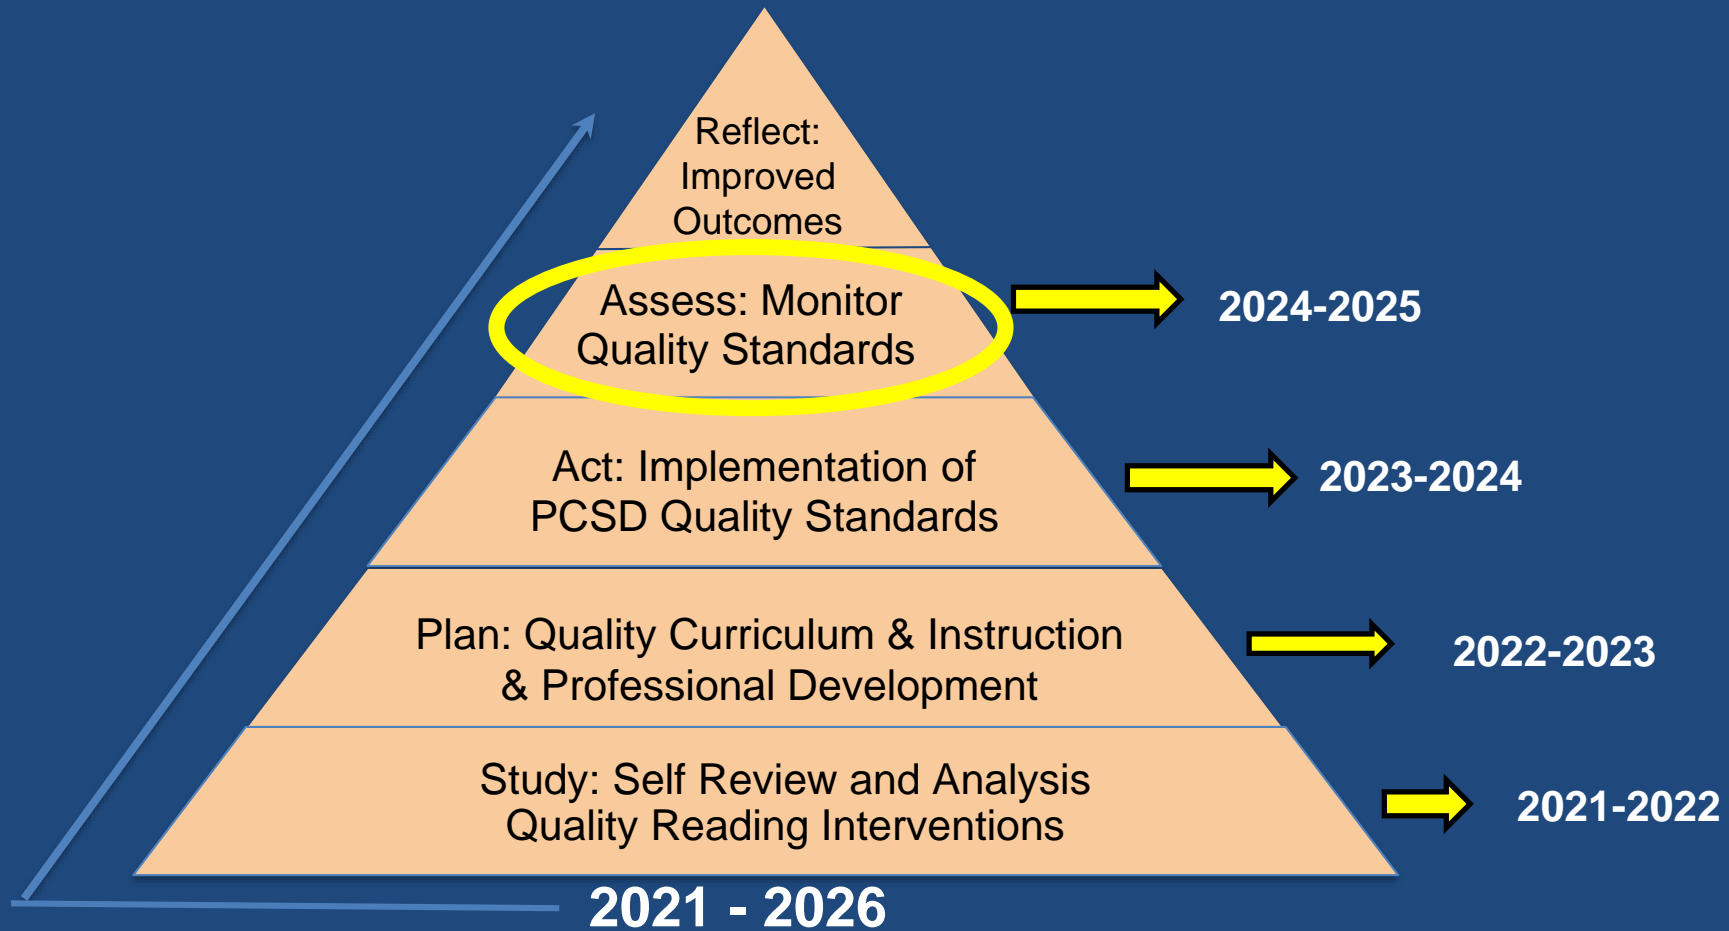 Reflect:
Improved
Outcomes
Assess: Monitor
Quality Standards
2024-2025
Act: Implementation of
PCSD Quality Standards
2023-2024
Plan: Quality Curriculum & Instruction
& Professional Development
2022-2023
Study: Self Review and Analysis
Quality Reading Interventions
2021-2022
2021 - 2026